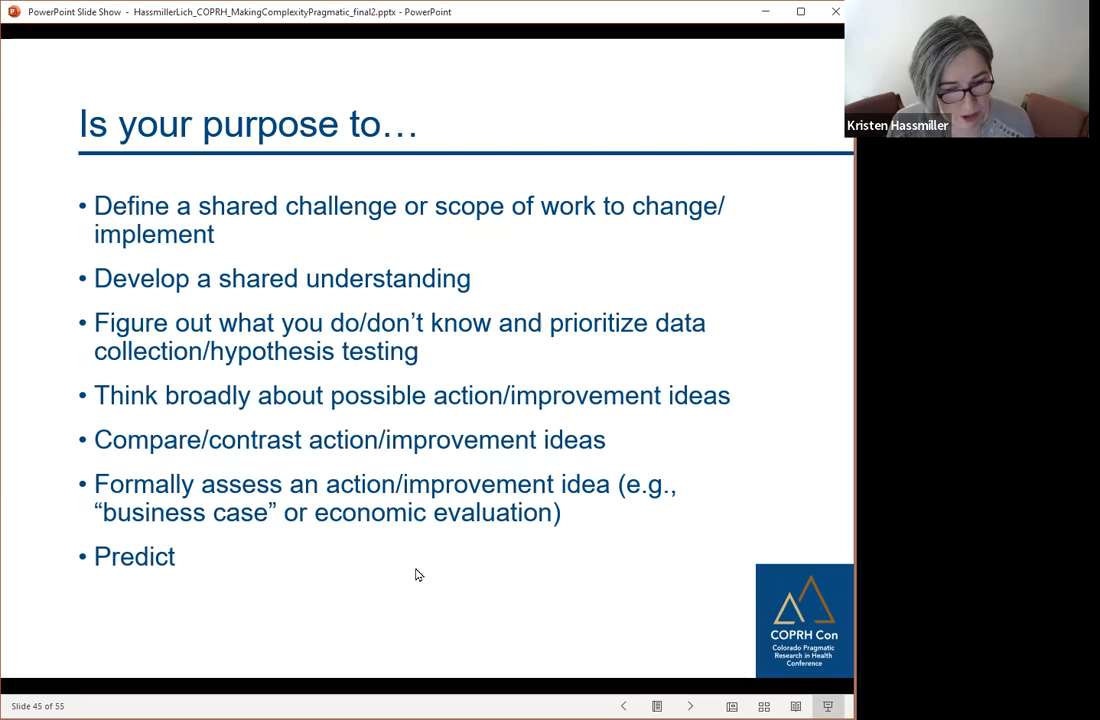 PowerPoint Slide Show - HassmillerLich_COPRH_MakingComplexityPragmatic_final2.pptx - PowerPoint
Kristen Hassmiller
Is your purpose to…
• Define a shared challenge or scope of work to change/
implement
• Develop a shared understanding
• Figure out what you do/don’t know and prioritize data
collection/hypothesis testing
• Think broadly about possible action/improvement ideas
• Compare/contrast action/improvement ideas
• Formally assess an action/improvement idea (e.g.,
“business case” or economic evaluation)
• Predict
COPRH Con
Colorado Pragmatic
Research in Health
Conference
Slide 45 of 55